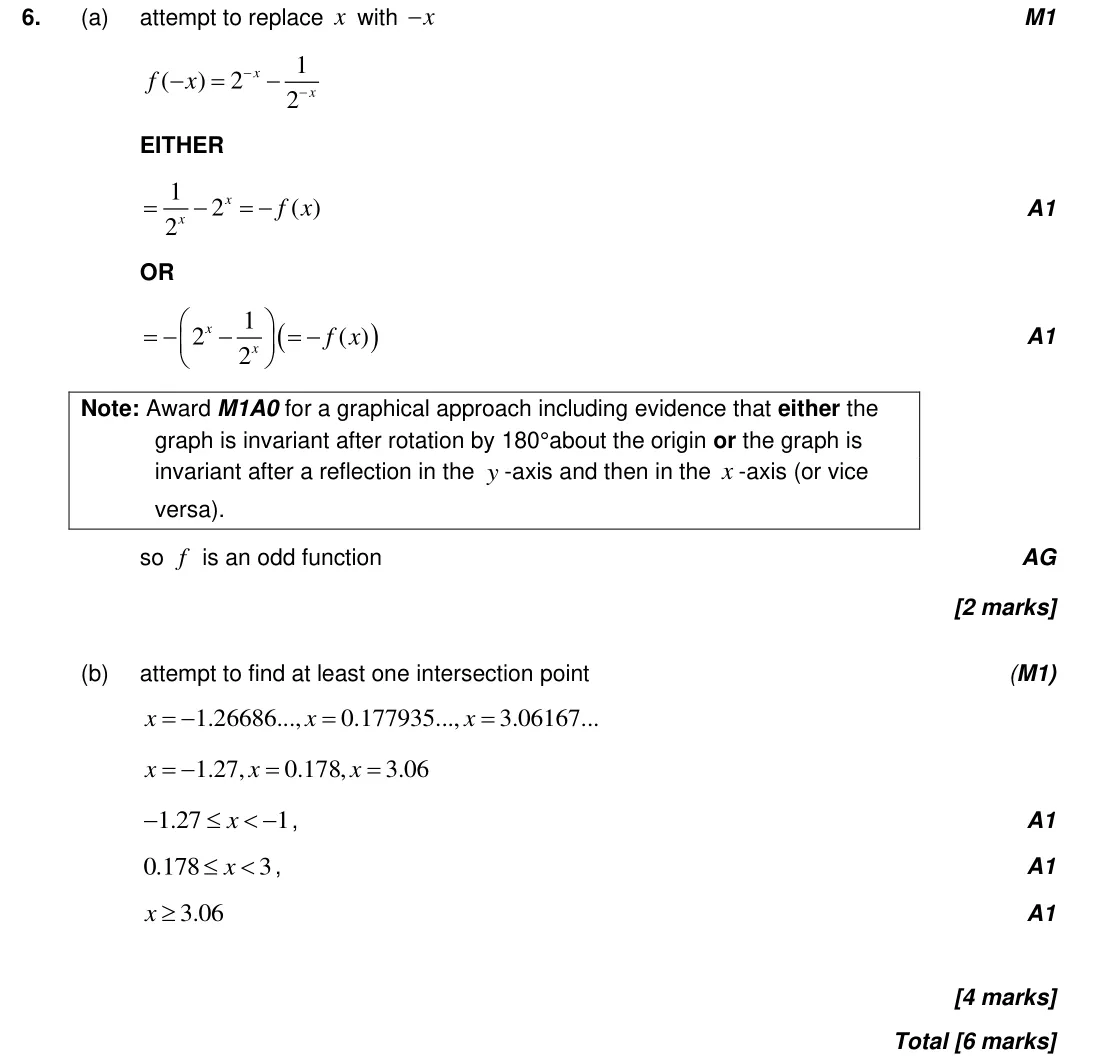 6. (a) attempt to replace x with −x M1
f(−x) = 2^{−x} − \frac{1}{2^{−x}}
EITHER
= \frac{1}{2^x} − 2^x = −f(x) A1
OR
= −\left(2^x − \frac{1}{2^x}\right)(= −f(x)) A1
Note: Award M1A0 for a graphical approach including evidence that either the
graph is invariant after rotation by 180°about the origin or the graph is
invariant after a reflection in the y -axis and then in the x -axis (or vice
versa).
so f is an odd function AG
[2 marks]
(b) attempt to find at least one intersection point (M1)
x = −1.26686..., x = 0.177935..., x = 3.06167...
x = −1.27, x = 0.178, x = 3.06
−1.27 ≤ x < −1, A1
0.178 ≤ x < 3, A1
x ≥ 3.06 A1
[4 marks]
Total [6 marks]